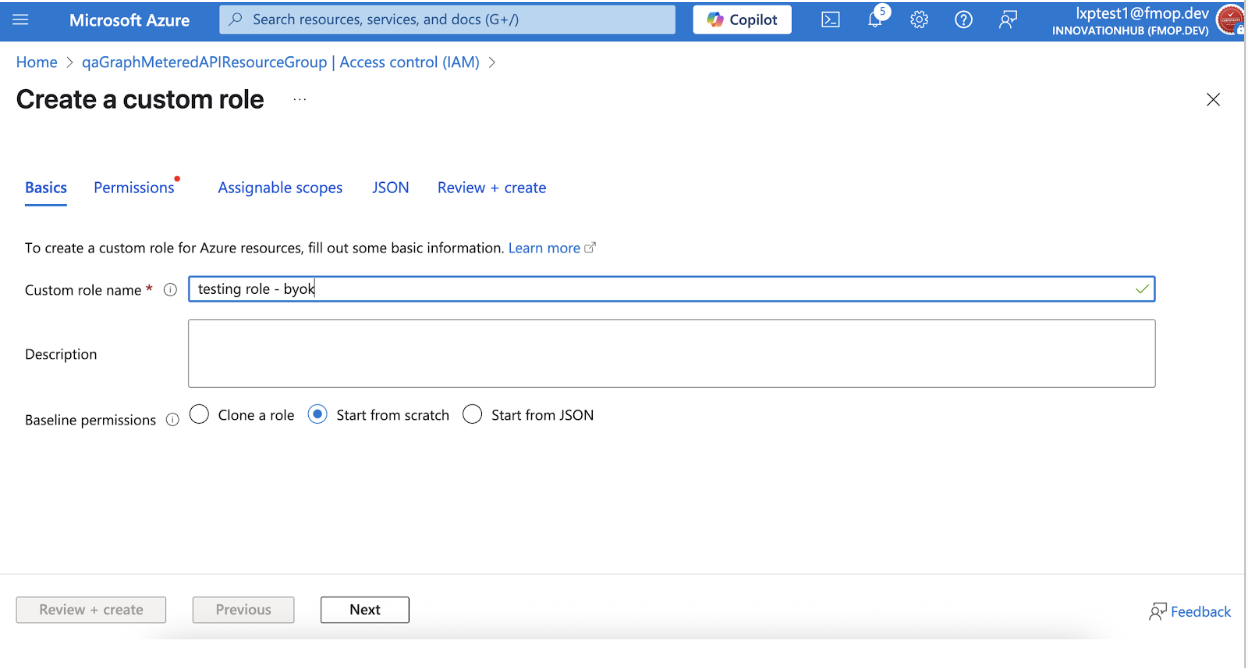 Microsoft Azure
Search resources, services, and docs (G+/)
Copilot
5
lxptest1@fmop.dev
INNOVATIONHUB (FMOP.DEV)
Home > qaGraphMeteredAPIResourceGroup | Access control (IAM) >
Create a custom role ...
Basics Permissions Assignable scopes JSON Review + create
To create a custom role for Azure resources, fill out some basic information. Learn more
Custom role name * testing role - byok
Description
Baseline permissions Clone a role Start from scratch Start from JSON
Review + create Previous Next
Feedback